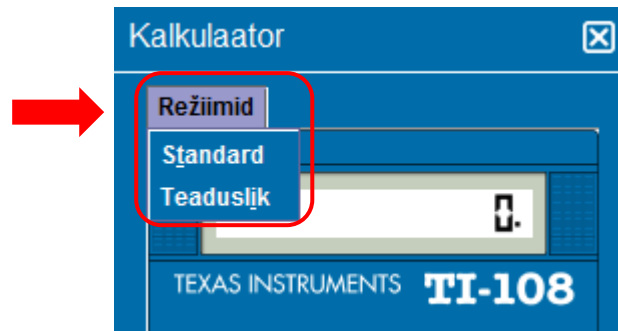 Kalkulaator
Režiimid
Standard
Teaduslik
0.
TEXAS INSTRUMENTS TI-108